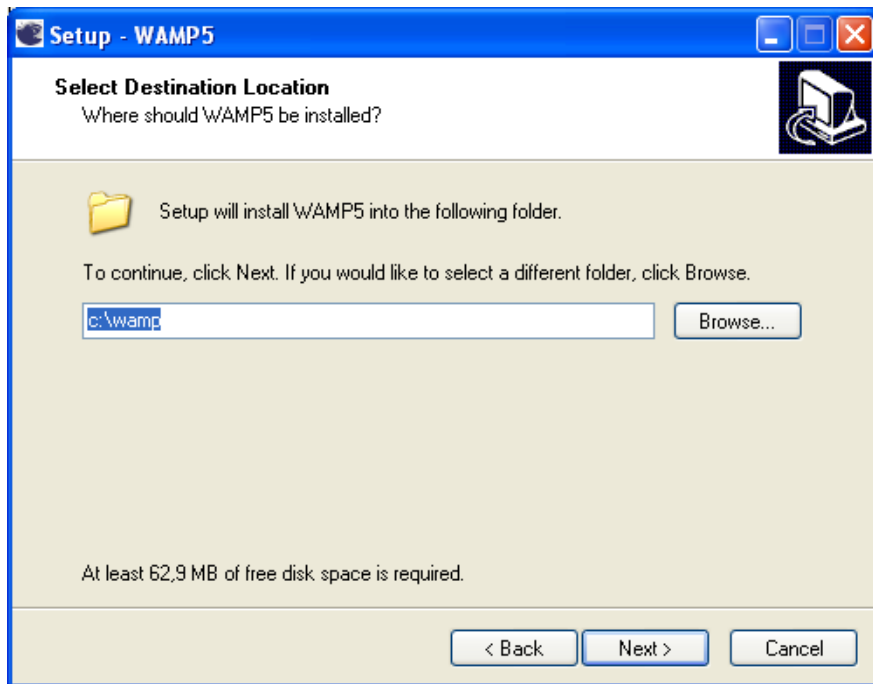 Setup - WAMP5
Select Destination Location
Where should WAMP5 be installed?
Setup will install WAMP5 into the following folder.
To continue, click Next. If you would like to select a different folder, click Browse.
c:\wamp
Browse...
At least 62,9 MB of free disk space is required.
< Back
Next >
Cancel